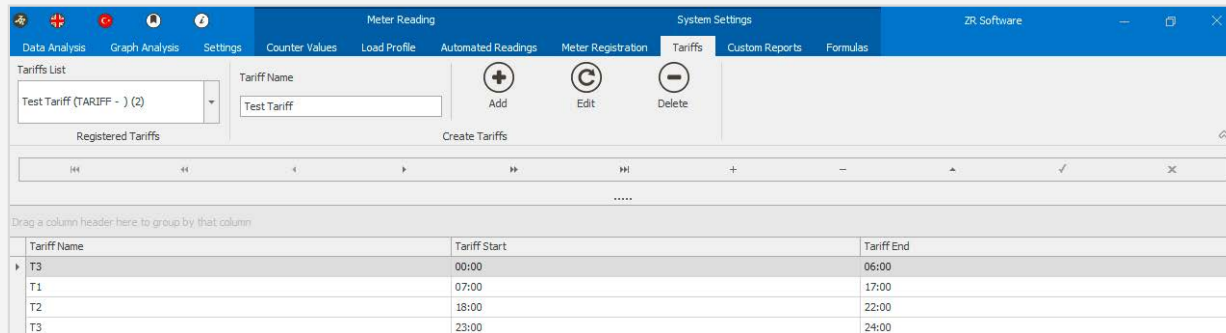 Meter Reading System Settings ZR Software
Data Analysis Graph Analysis Settings Counter Values Load Profile Automated Readings Meter Registration Tariffs Custom Reports Formulas
Tariffs List
Test Tariff (TARIFF - ) (2)
Registered Tariffs
Tariff Name
Test Tariff
Add Edit Delete
Create Tariffs
.....
Drag a column header here to group by that column
Tariff Name Tariff Start Tariff End
T3 00:00 06:00
T1 07:00 17:00
T2 18:00 22:00
T3 23:00 24:00